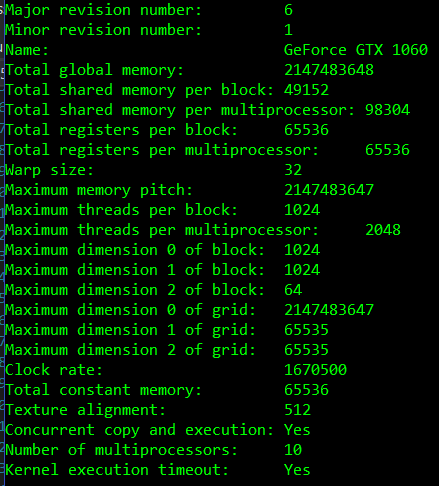 Major revision number: 6
Minor revision number: 1
Name: GeForce GTX 1060
Total global memory: 2147483648
Total shared memory per block: 49152
Total shared memory per multiprocessor: 98304
Total registers per block: 65536
Total registers per multiprocessor: 65536
Warp size: 32
Maximum memory pitch: 2147483647
Maximum threads per block: 1024
Maximum threads per multiprocessor: 2048
Maximum dimension 0 of block: 1024
Maximum dimension 1 of block: 1024
Maximum dimension 2 of block: 64
Maximum dimension 0 of grid: 2147483647
Maximum dimension 1 of grid: 65535
Maximum dimension 2 of grid: 65535
Clock rate: 1670500
Total constant memory: 65536
Texture alignment: 512
Concurrent copy and execution: Yes
Number of multiprocessors: 10
Kernel execution timeout: Yes